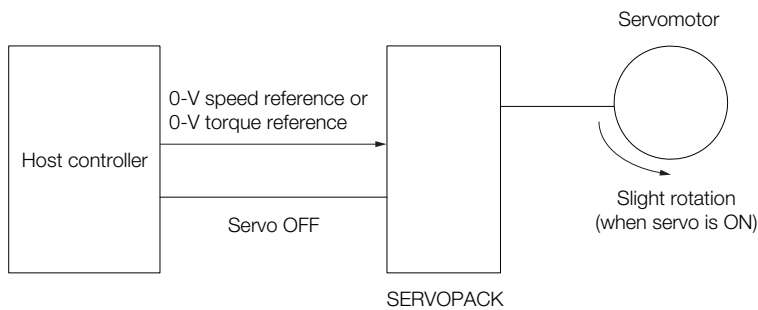 Servomotor
0-V speed reference or
0-V torque reference
Host controller
Slight rotation
(when servo is ON)
Servo OFF
SERVOPACK